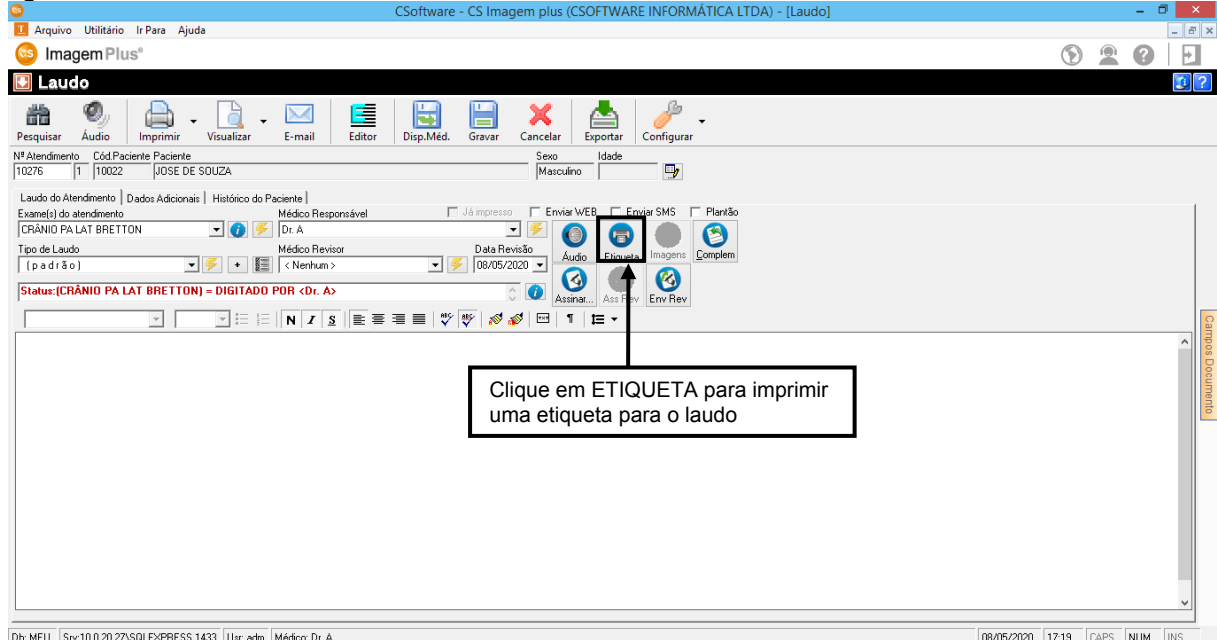 CSoftware - CS Imagem plus (CSOFTWARE INFORMÁTICA LTDA) - [Laudo]
Arquivo Utilitário Ir Para Ajuda
cs ImagemPlus®
Laudo
Pesquisar Áudio Imprimir Visualizar E-mail Editor Disp.Méd. Gravar Cancelar Exportar Configurar
Nº Atendimento Cód.Paciente Paciente Sexo Idade
10276 1 10022 JOSE DE SOUZA Masculino
Laudo do Atendimento Dados Adicionais Histórico do Paciente
Exame(s) do atendimento Médico Responsável Já impresso Enviar WEB Enviar SMS Plantão
CRÂNIO PA LAT BRETTON Dr. A
Tipo de Laudo Médico Revisor Data Revisão Áudio Etiqueta Imagens Complem
(padrão) + < Nenhum > 08/05/2020
Status:(CRÂNIO PA LAT BRETTON) = DIGITADO POR <Dr. A> Assinar... Ass Rev Env Rev
N I S ABC ABC ¶
Campos Documento
Clique em ETIQUETA para imprimir
uma etiqueta para o laudo
Db: MEU Srv:10.0.20.27\SQLEXPRESS,1433 Usr: adm Médico: Dr. A 08/05/2020 17:19 CAPS NUM INS